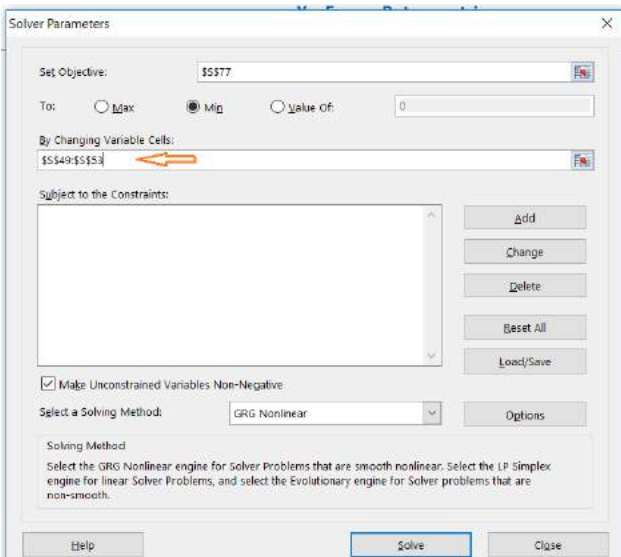 Solver Parameters
Set Objective:
$S$77
To:
Max
Min
Value Of:
0
By Changing Variable Cells:
$S$49:$S$53
Subject to the Constraints:
Add
Change
Delete
Reset All
Load/Save
Make Unconstrained Variables Non-Negative
Select a Solving Method:
GRG Nonlinear
Options
Solving Method
Select the GRG Nonlinear engine for Solver Problems that are smooth nonlinear. Select the LP Simplex
engine for linear Solver Problems, and select the Evolutionary engine for Solver problems that are
non-smooth.
Help
Solve
Close